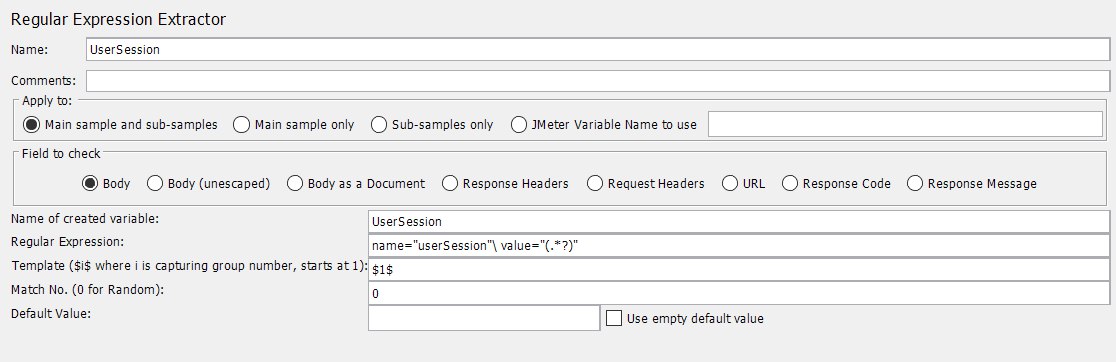 Regular Expression Extractor
Name: UserSession
Comments:
Apply to:
Main sample and sub-samples Main sample only Sub-samples only JMeter Variable Name to use
Field to check
Body Body (unescaped) Body as a Document Response Headers Request Headers URL Response Code Response Message
Name of created variable: UserSession
Regular Expression: name="userSession"\ value="(.*?)"
Template ($i$ where i is capturing group number, starts at 1): $1$
Match No. (0 for Random): 0
Default Value: Use empty default value